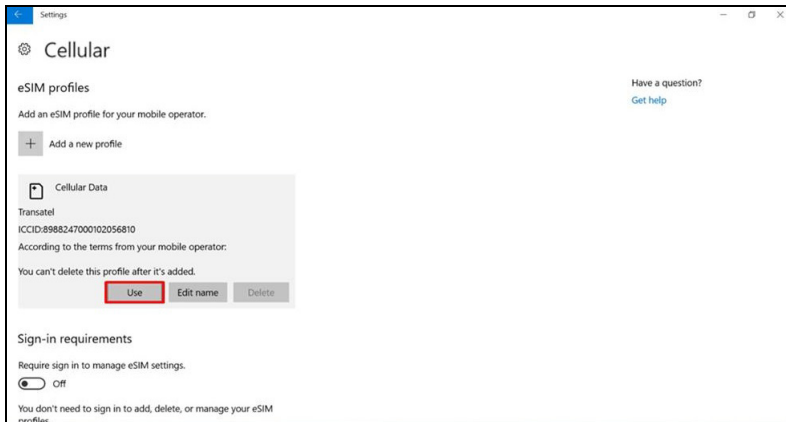 Settings
Cellular
eSIM profiles
Add an eSIM profile for your mobile operator.
Add a new profile
Cellular Data
Transatel
ICCID:8988247000102056810
According to the terms from your mobile operator:
You can't delete this profile after it's added.
Use Edit name Delete
Sign-in requirements
Require sign in to manage eSIM settings.
Off
You don't need to sign in to add, delete, or manage your eSIM
profiles.
Have a question?
Get help